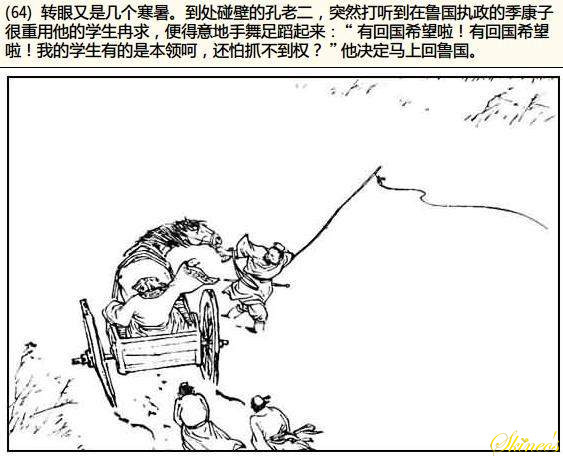 (64) 转眼又是几个寒暑。到处碰壁的孔老二，突然打听到在鲁国执政的季康子
很重用他的学生冉求，便得意地手舞足蹈起来：“有回国希望啦！有回国希望
啦！我的学生有的是本领呵，还怕抓不到权？”他决定马上回鲁国。